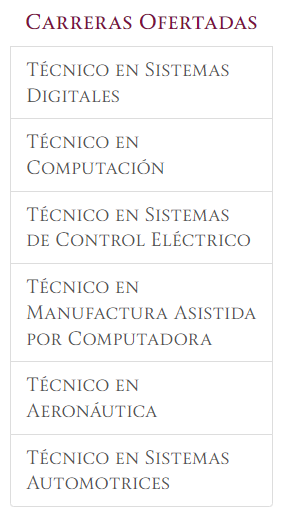 Carreras Ofertadas
Técnico en Sistemas
Digitales
Técnico en
Computación
Técnico en Sistemas
de Control Eléctrico
Técnico en
Manufactura Asistida
por Computadora
Técnico en
Aeronáutica
Técnico en Sistemas
Automotrices